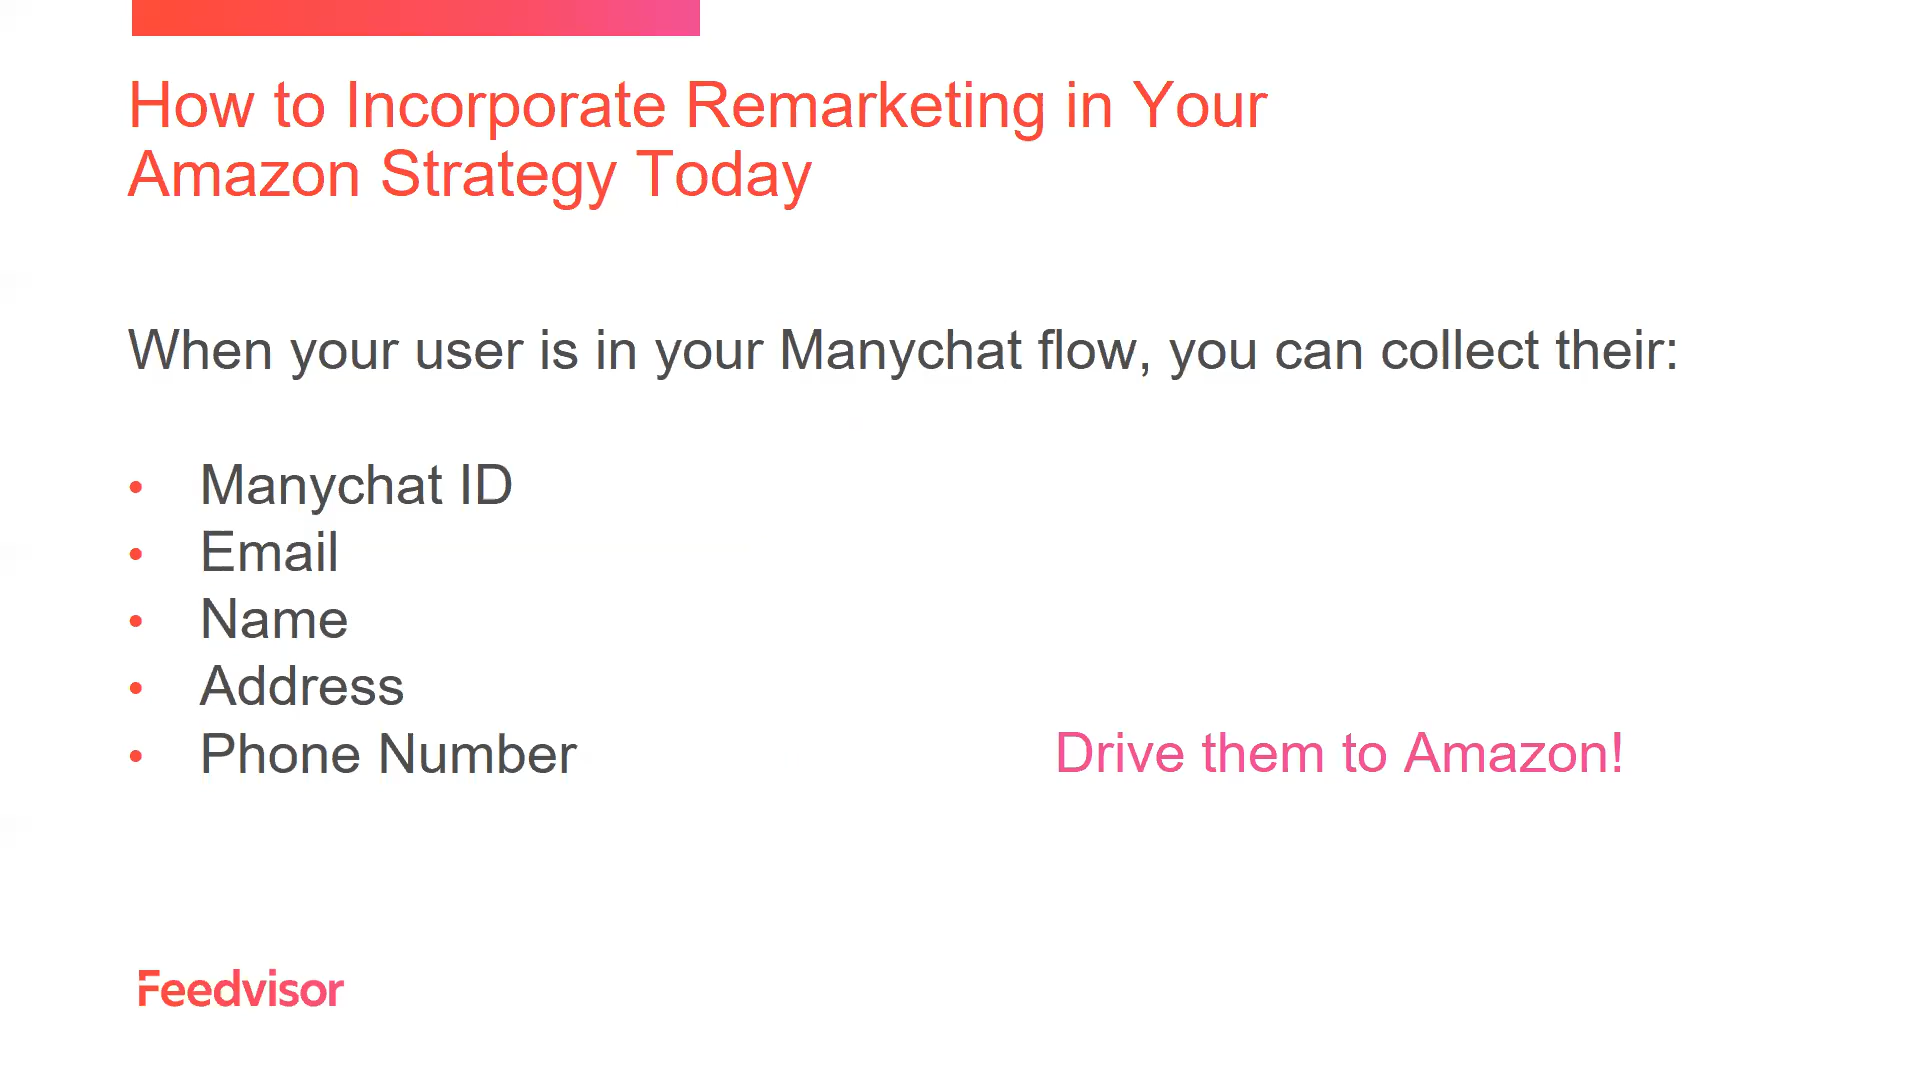 How to Incorporate Remarketing in Your
Amazon Strategy Today
When your user is in your Manychat flow, you can collect their:
• Manychat ID
• Email
• Name
• Address
• Phone Number
Drive them to Amazon!
Feedvisor